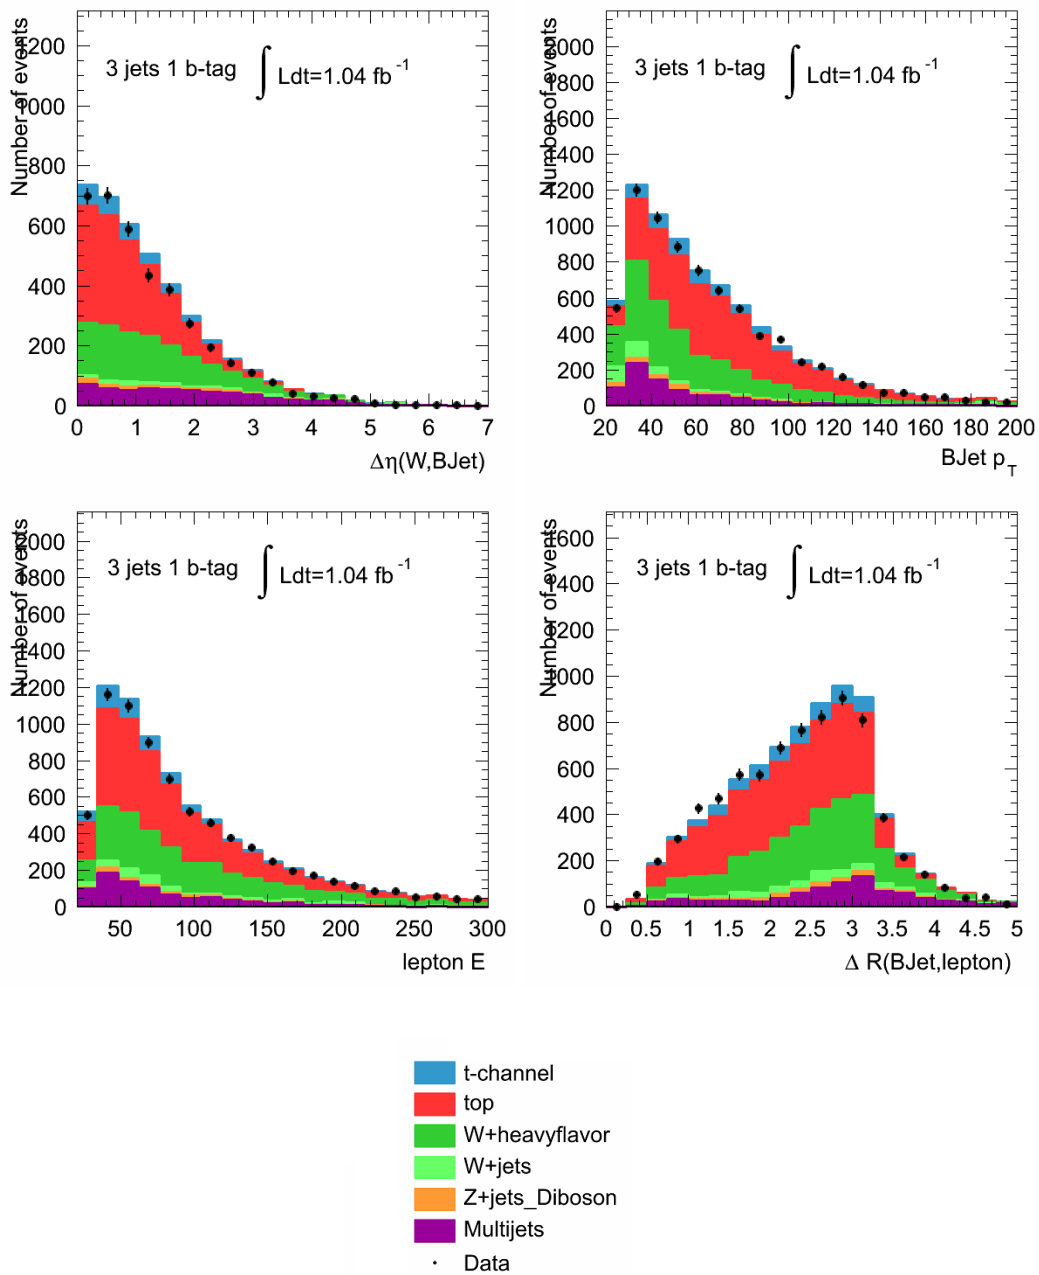 Number of events
3 jets 1 b-tag ∫ Ldt=1.04 fb -1
1200
1000
800
600
400
200
0
0 1 2 3 4 5 6 7
Δη(W,BJet)
Number of events
3 jets 1 b-tag ∫ Ldt=1.04 fb -1
2000
1800
1600
1400
1200
1000
800
600
400
200
0
20 40 60 80 100 120 140 160 180 200
BJet p T
Number of events
3 jets 1 b-tag ∫ Ldt=1.04 fb -1
2000
1800
1600
1400
1200
1000
800
600
400
200
0
50 100 150 200 250 300
lepton E
Number of events
3 jets 1 b-tag ∫ Ldt=1.04 fb -1
1600
1400
1200
1000
800
600
400
200
0
0 0.5 1 1.5 2 2.5 3 3.5 4 4.5 5
Δ R(BJet,lepton)
t-channel
top
W+heavyflavor
W+jets
Z+jets_Diboson
Multijets
Data